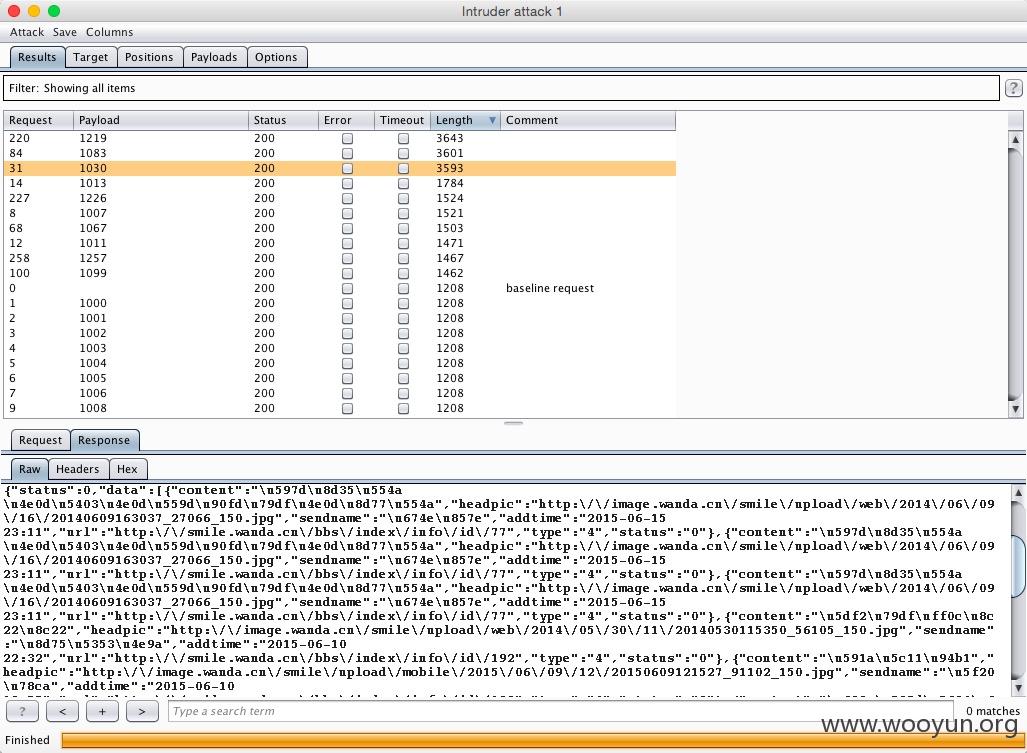 Intruder attack 1
Attack Save Columns
Results Target Positions Payloads Options
Filter: Showing all items ?
Request Payload Status Error Timeout Length Comment
220 1219 200 3643
84 1083 200 3601
31 1030 200 3593
14 1013 200 1784
227 1226 200 1524
8 1007 200 1521
68 1067 200 1503
12 1011 200 1471
258 1257 200 1467
100 1099 200 1462
0 200 1208 baseline request
1 1000 200 1208
2 1001 200 1208
3 1002 200 1208
4 1003 200 1208
5 1004 200 1208
6 1005 200 1208
7 1006 200 1208
9 1008 200 1208
Request Response
Raw Headers Hex
{"status":0,"data":[{"content":"\u597d\u8d35\u554a
\u4e0d\u5403\u4e0d\u559d\u90fd\u79df\u4e0d\u8d77\u554a","headpic":"http:\/\/image.wanda.cn\/smile\/upload\/web\/2014\/06\/09
\/16\/20140609163037_27066_150.jpg","sendname":"\u674e\u857e","addtime":"2015-06-15
23:11","url":"http:\/\/smile.wanda.cn\/bbs\/index\/info\/id\/77","type":"4","status":"0"},{"content":"\u597d\u8d35\u554a
\u4e0d\u5403\u4e0d\u559d\u90fd\u79df\u4e0d\u8d77\u554a","headpic":"http:\/\/image.wanda.cn\/smile\/upload\/web\/2014\/06\/09
\/16\/20140609163037_27066_150.jpg","sendname":"\u674e\u857e","addtime":"2015-06-15
23:11","url":"http:\/\/smile.wanda.cn\/bbs\/index\/info\/id\/77","type":"4","status":"0"},{"content":"\u597d\u8d35\u554a
\u4e0d\u5403\u4e0d\u559d\u90fd\u79df\u4e0d\u8d77\u554a","headpic":"http:\/\/image.wanda.cn\/smile\/upload\/web\/2014\/06\/09
\/16\/20140609163037_27066_150.jpg","sendname":"\u674e\u857e","addtime":"2015-06-15
23:11","url":"http:\/\/smile.wanda.cn\/bbs\/index\/info\/id\/77","type":"4","status":"0"},{"content":"\u5df2\u79df\uff0c\u8c
22\u8c22","headpic":"http:\/\/image.wanda.cn\/smile\/upload\/web\/2014\/05\/30\/11\/20140530115350_56105_150.jpg","sendname"
:"\u8d75\u5353\u4e9a","addtime":"2015-06-10
22:32","url":"http:\/\/smile.wanda.cn\/bbs\/index\/info\/id\/192","type":"4","status":"0"},{"content":"\u591a\u5c11\u94b1","
headpic":"http:\/\/image.wanda.cn\/smile\/upload\/mobile\/2015\/06\/09\/12\/20150609121527_91102_150.jpg","sendname":"\u5f20
\u78ca","addtime":"2015-06-10
? < + > Type a search term 0 matches
www.wooyun.org
Finished